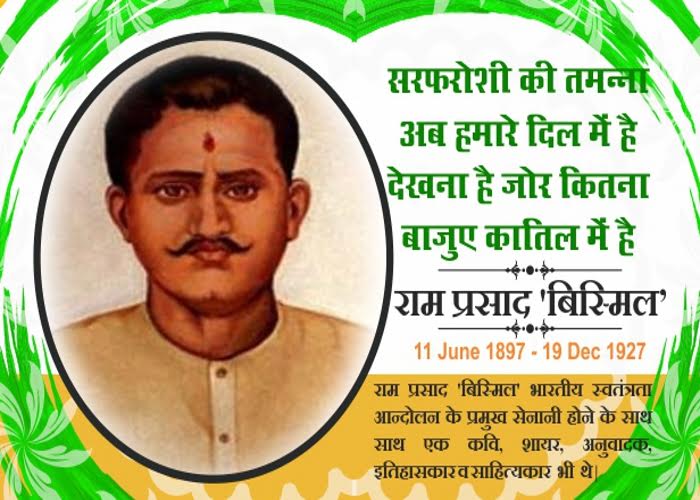 सरफरोशी की तमन्ना
अब हमारे दिल में है
देखना है जोर कितना
बाजुए कातिल में है
राम प्रसाद 'बिस्मिल'
11 June 1897 - 19 Dec 1927
राम प्रसाद 'बिस्मिल' भारतीय स्वतंत्रता
आन्दोलन के प्रमुख सेनानी होने के साथ
साथ एक कवि, शायर, अनुवादक,
इतिहासकार व साहित्यकार भी थे|